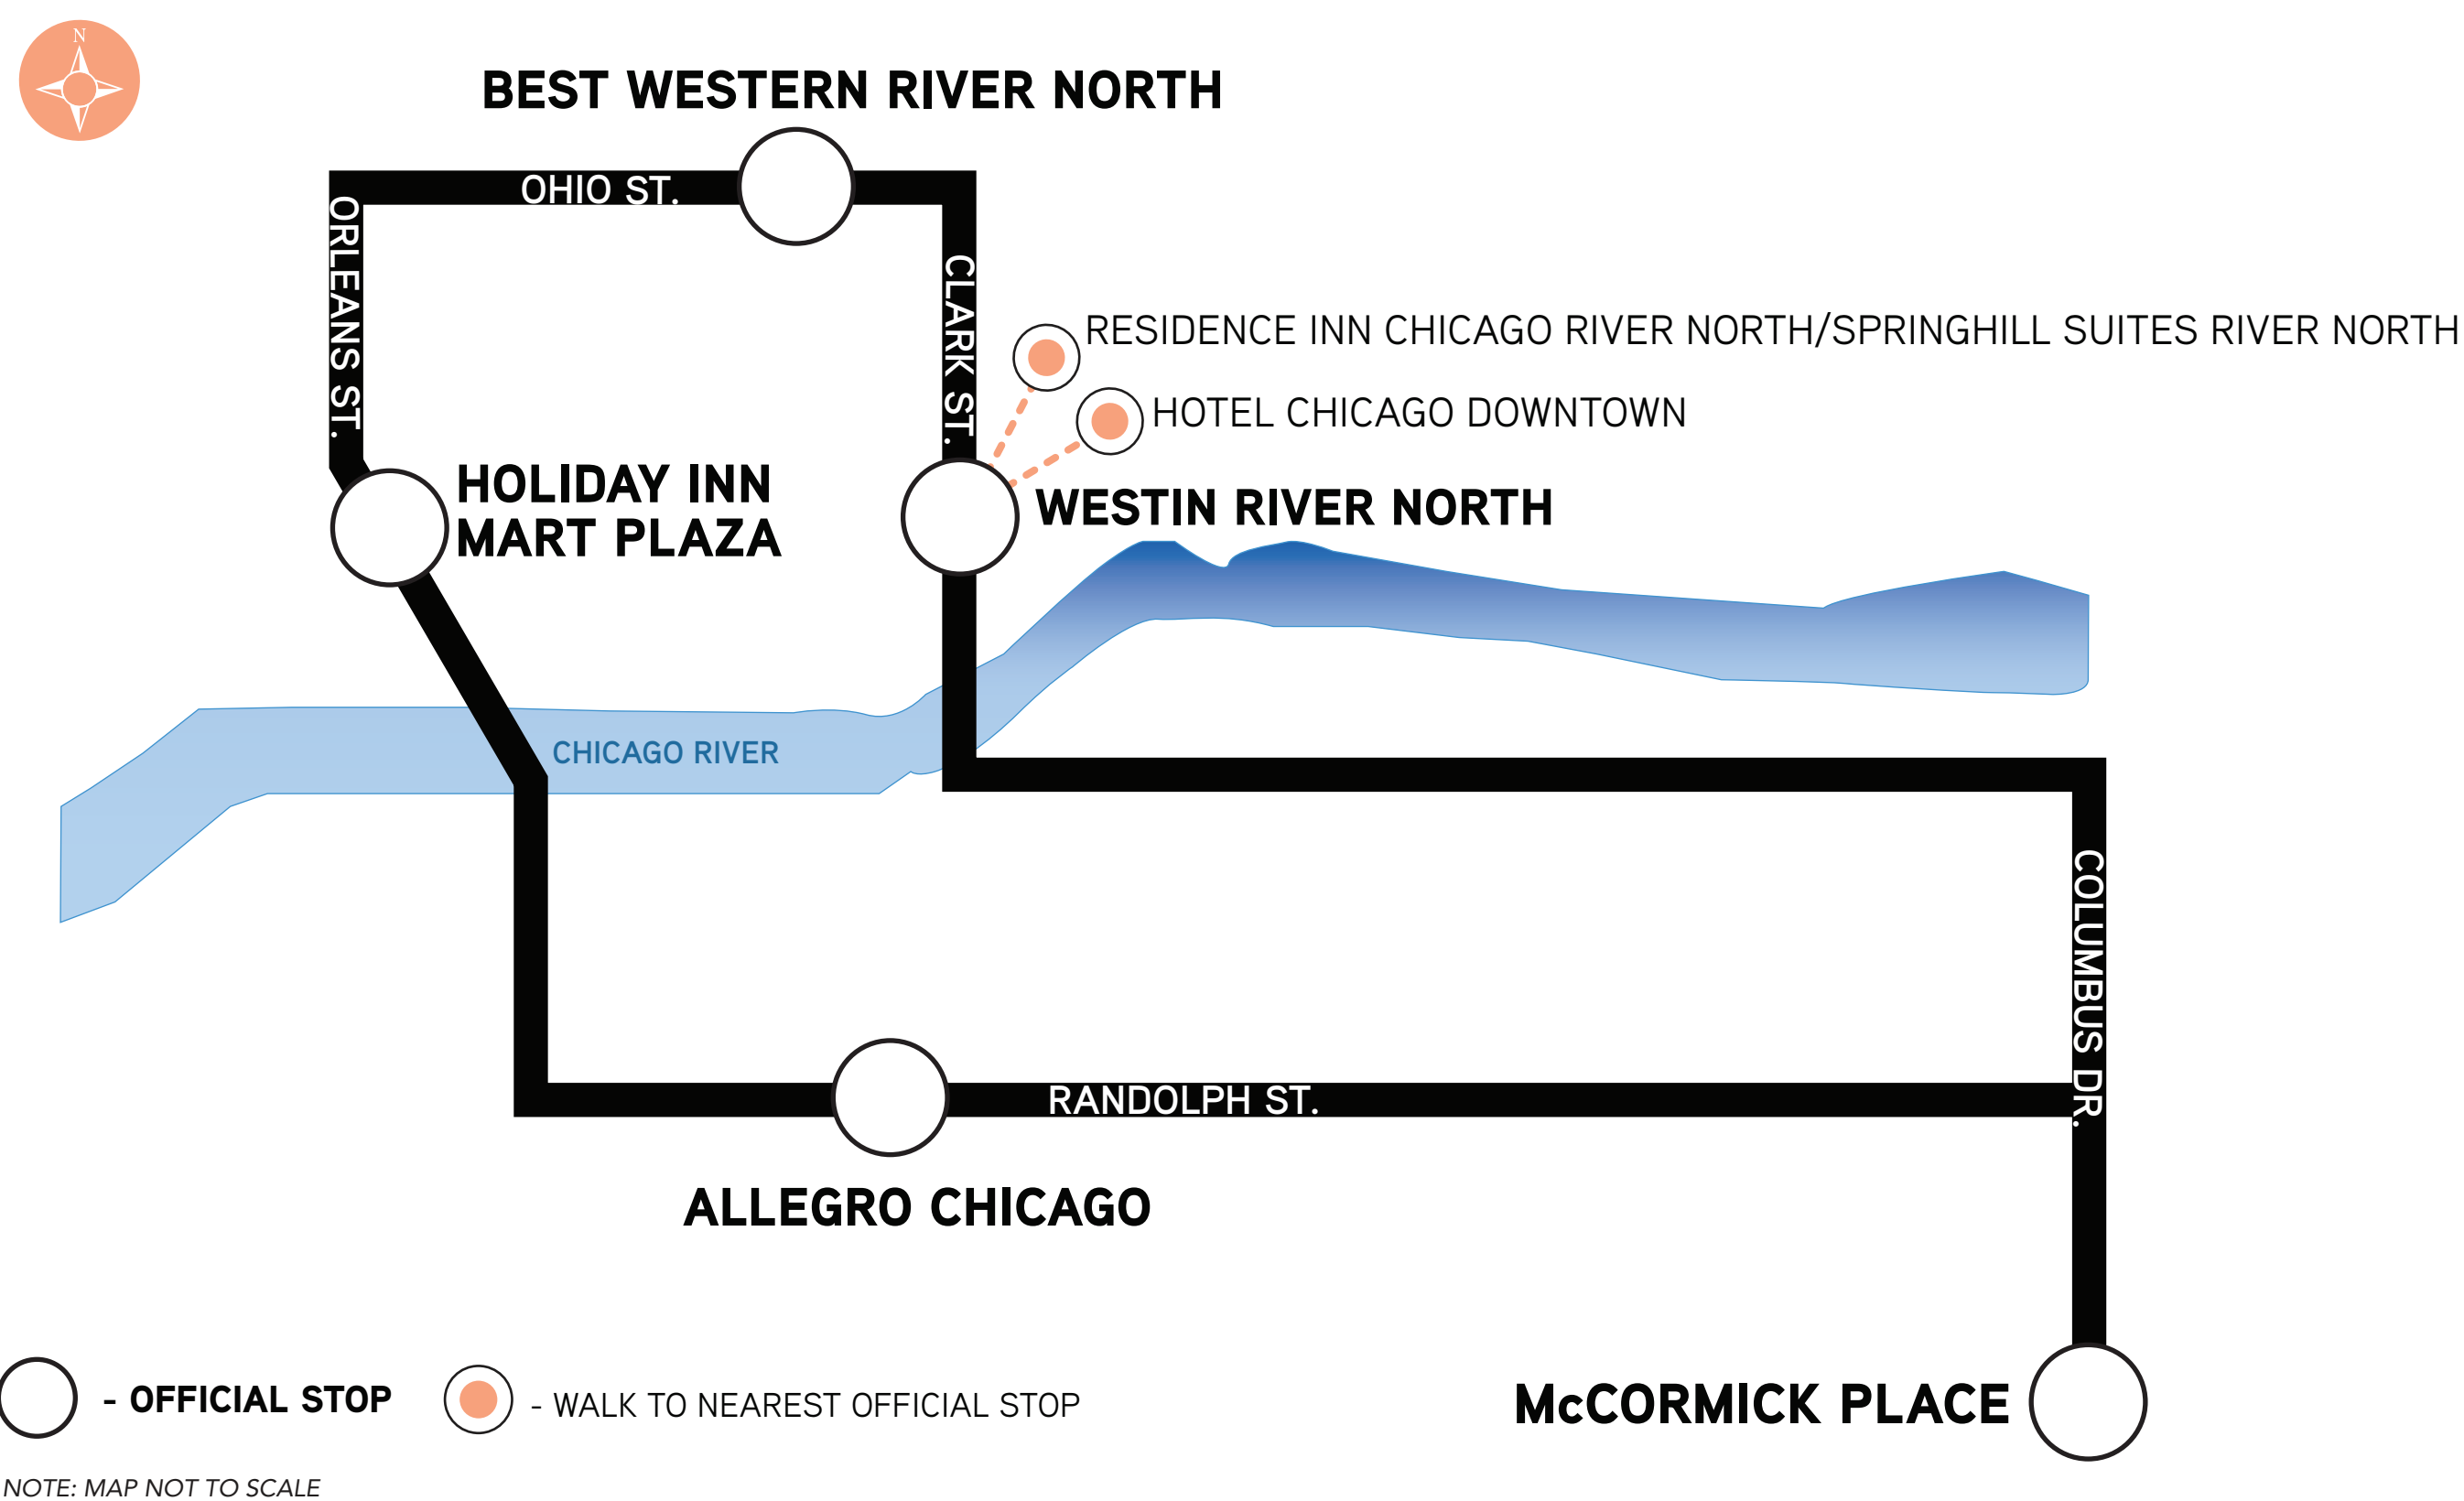 N
BEST WESTERN RIVER NORTH
OHIO ST.
ORLEANS ST.
CLARK ST.
RESIDENCE INN CHICAGO RIVER NORTH/SPRINGHILL SUITES RIVER NORTH
HOTEL CHICAGO DOWNTOWN
HOLIDAY INN
MART PLAZA
WESTIN RIVER NORTH
CHICAGO RIVER
COLUMBUS DR.
RANDOLPH ST.
ALLEGRO CHICAGO
McCORMICK PLACE
- OFFICIAL STOP
- WALK TO NEAREST OFFICIAL STOP
NOTE: MAP NOT TO SCALE